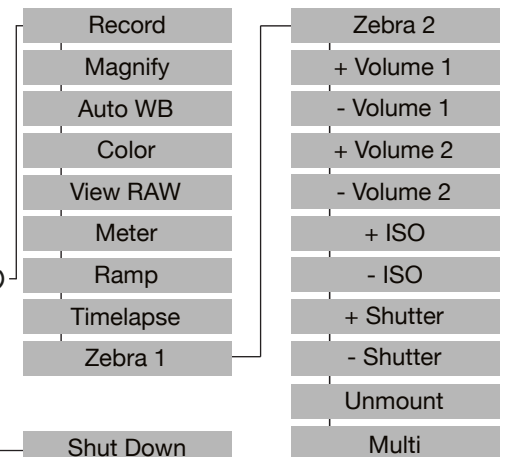 Record
Magnify
Auto WB
Color
View RAW
Meter
Ramp
Timelapse
Zebra 1
Shut Down
Zebra 2
+ Volume 1
- Volume 1
+ Volume 2
- Volume 2
+ ISO
- ISO
+ Shutter
- Shutter
Unmount
Multi